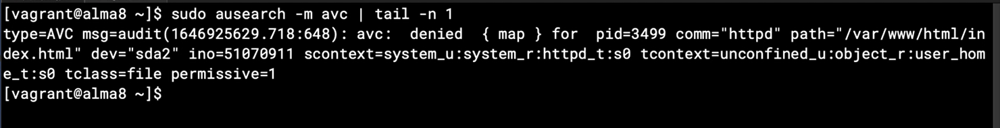 [vagrant@alma8 ~]$ sudo ausearch -m avc | tail -n 1
type=AVC msg=audit(1646925629.718:648): avc:  denied  { map } for  pid=3499 comm="httpd" path="/var/www/html/in
dex.html" dev="sda2" ino=51070911 scontext=system_u:system_r:httpd_t:s0 tcontext=unconfined_u:object_r:user_hom
e_t:s0 tclass=file permissive=1
[vagrant@alma8 ~]$